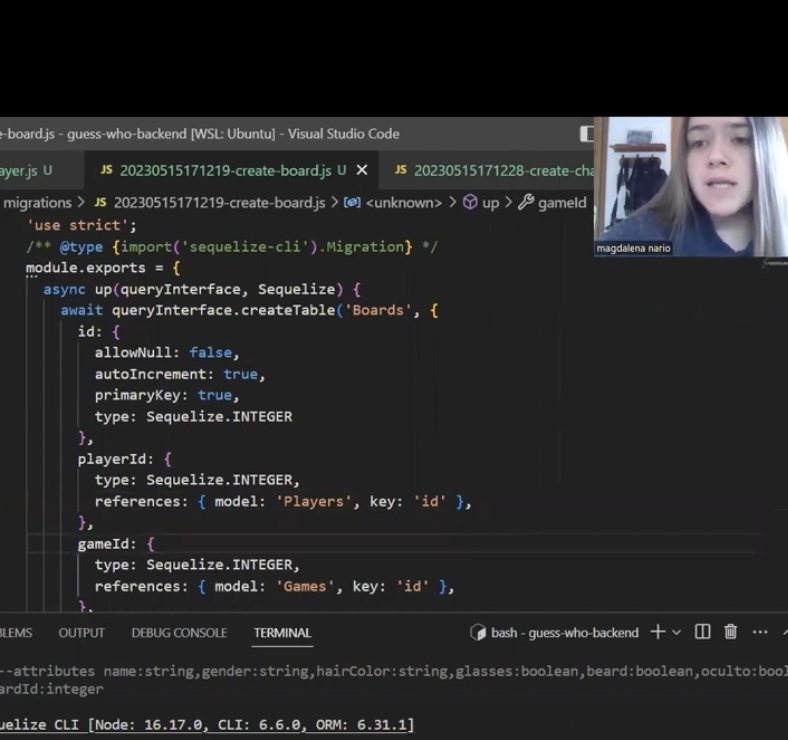 e-board.js - guess-who-backend [WSL: Ubuntu] - Visual Studio Code
ayer.js U
JS 20230515171219-create-board.js U ✕
JS 20230515171228-create-cha
migrations > JS 20230515171219-create-board.js > <unknown> > up > gameId
magdalena nario
'use strict';
/** @type {import('sequelize-cli').Migration} */
module.exports = {
async up(queryInterface, Sequelize) {
await queryInterface.createTable('Boards', {
id: {
allowNull: false,
autoIncrement: true,
primaryKey: true,
type: Sequelize.INTEGER
},
playerId: {
type: Sequelize.INTEGER,
references: { model: 'Players', key: 'id' },
},
gameId: {
type: Sequelize.INTEGER,
references: { model: 'Games', key: 'id' },
},
BLEMS OUTPUT DEBUG CONSOLE TERMINAL
bash - guess-who-backend
--attributes name:string,gender:string,hairColor:string,glasses:boolean,beard:boolean,oculto:bool
ardId:integer
uelize CLI [Node: 16.17.0, CLI: 6.6.0, ORM: 6.31.1]